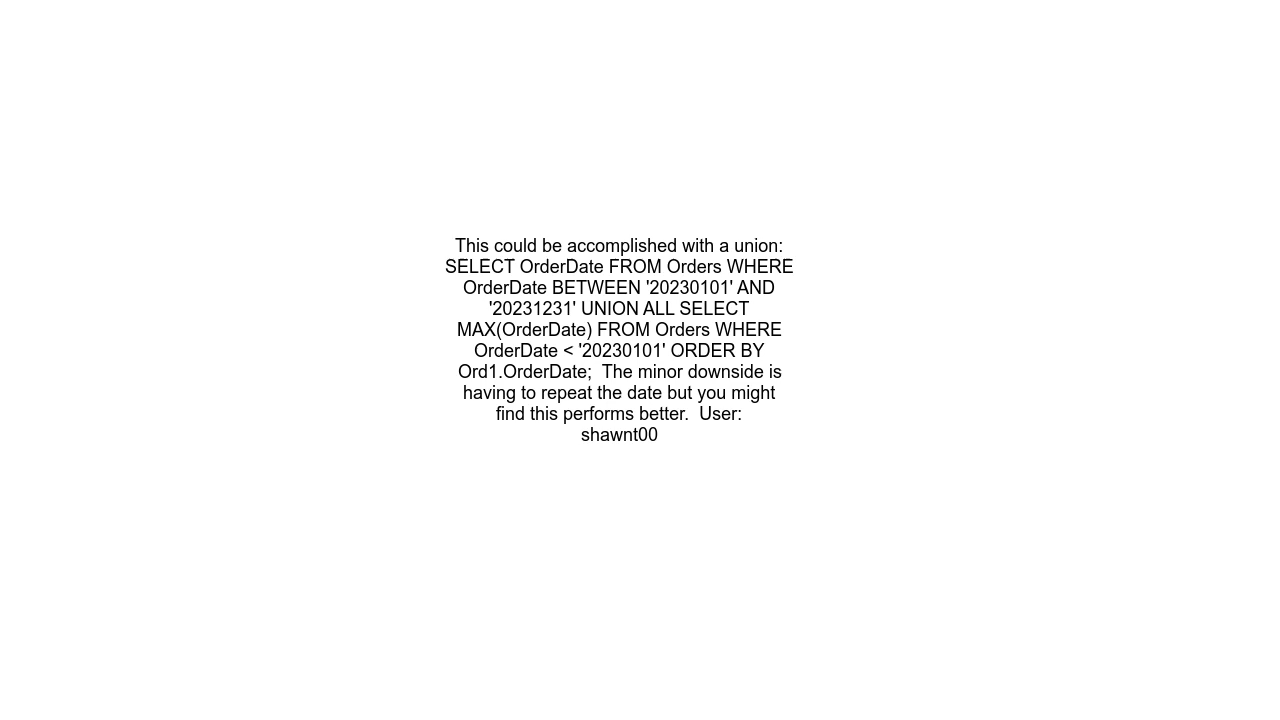 This could be accomplished with a union:
SELECT OrderDate FROM Orders WHERE
OrderDate BETWEEN '20230101' AND
'20231231' UNION ALL SELECT
MAX(OrderDate) FROM Orders WHERE
OrderDate < '20230101' ORDER BY
Ord1.OrderDate;  The minor downside is
having to repeat the date but you might
find this performs better.  User:
shawnt00